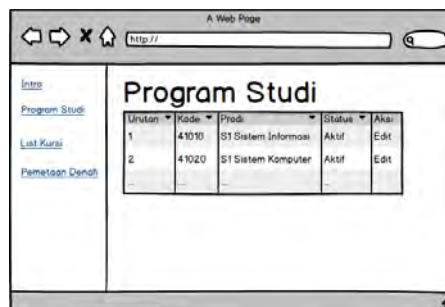 A Web Page
http://
Intro
Program Studi
List Kursi
Pemetaan Denah
Program Studi
Urutan Kode Prodi Status Aksi
1 41010 S1 Sistem Informasi Aktif Edit
2 41020 S1 Sistem Komputer Aktif Edit
... ... ... ...